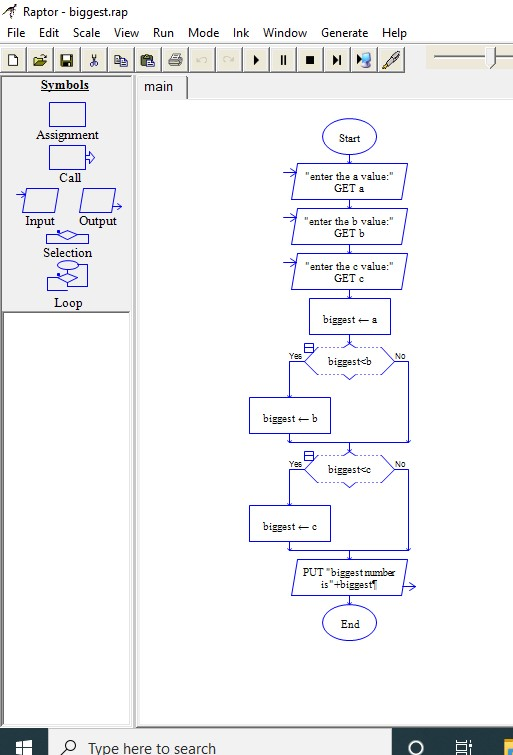 Raptor - biggest.rap
File Edit Scale View Run Mode Ink Window Generate Help
Symbols
Assignment
Call
Input Output
Selection
Loop
main
Start
"enter the a value:"
GET a
"enter the b value:"
GET b
"enter the c value:"
GET c
biggest ← a
Yes biggest<b No
biggest ← b
Yes biggest<c No
biggest ← c
PUT "biggest number
is"+biggest¶
End
Type here to search